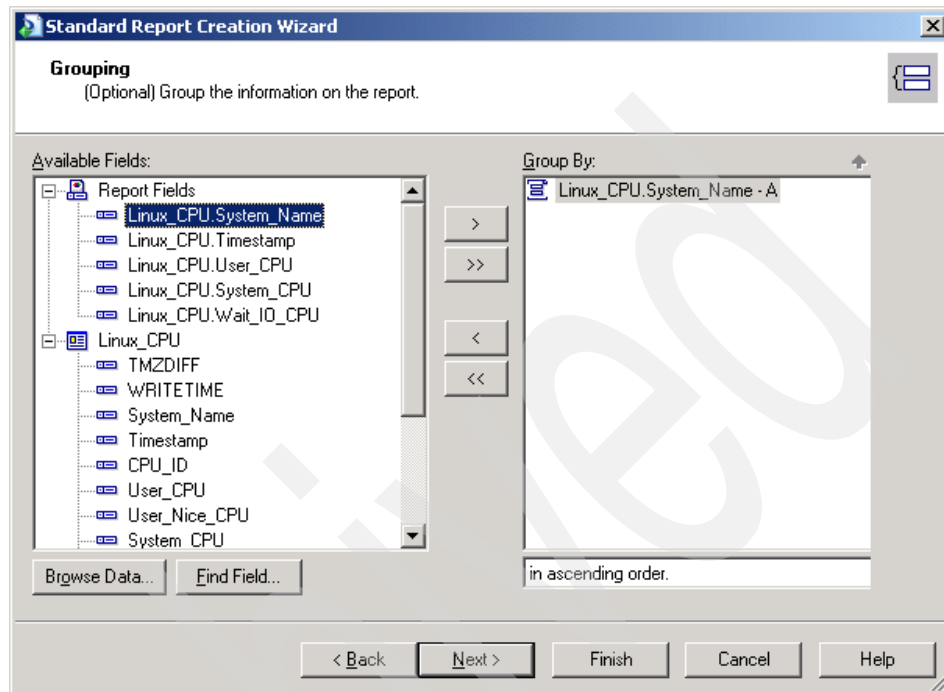 Standard Report Creation Wizard
Grouping
(Optional) Group the information on the report.
Available Fields:
Report Fields
Linux_CPU.System_Name
Linux_CPU.Timestamp
Linux_CPU.User_CPU
Linux_CPU.System_CPU
Linux_CPU.Wait_IO_CPU
Linux_CPU
TMZDIFF
WRITETIME
System_Name
Timestamp
CPU_ID
User_CPU
User_Nice_CPU
System_CPU
Browse Data...
Find Field...
>
>>
<
<<
Group By:
Linux_CPU.System_Name - A
in ascending order.
< Back
Next >
Finish
Cancel
Help